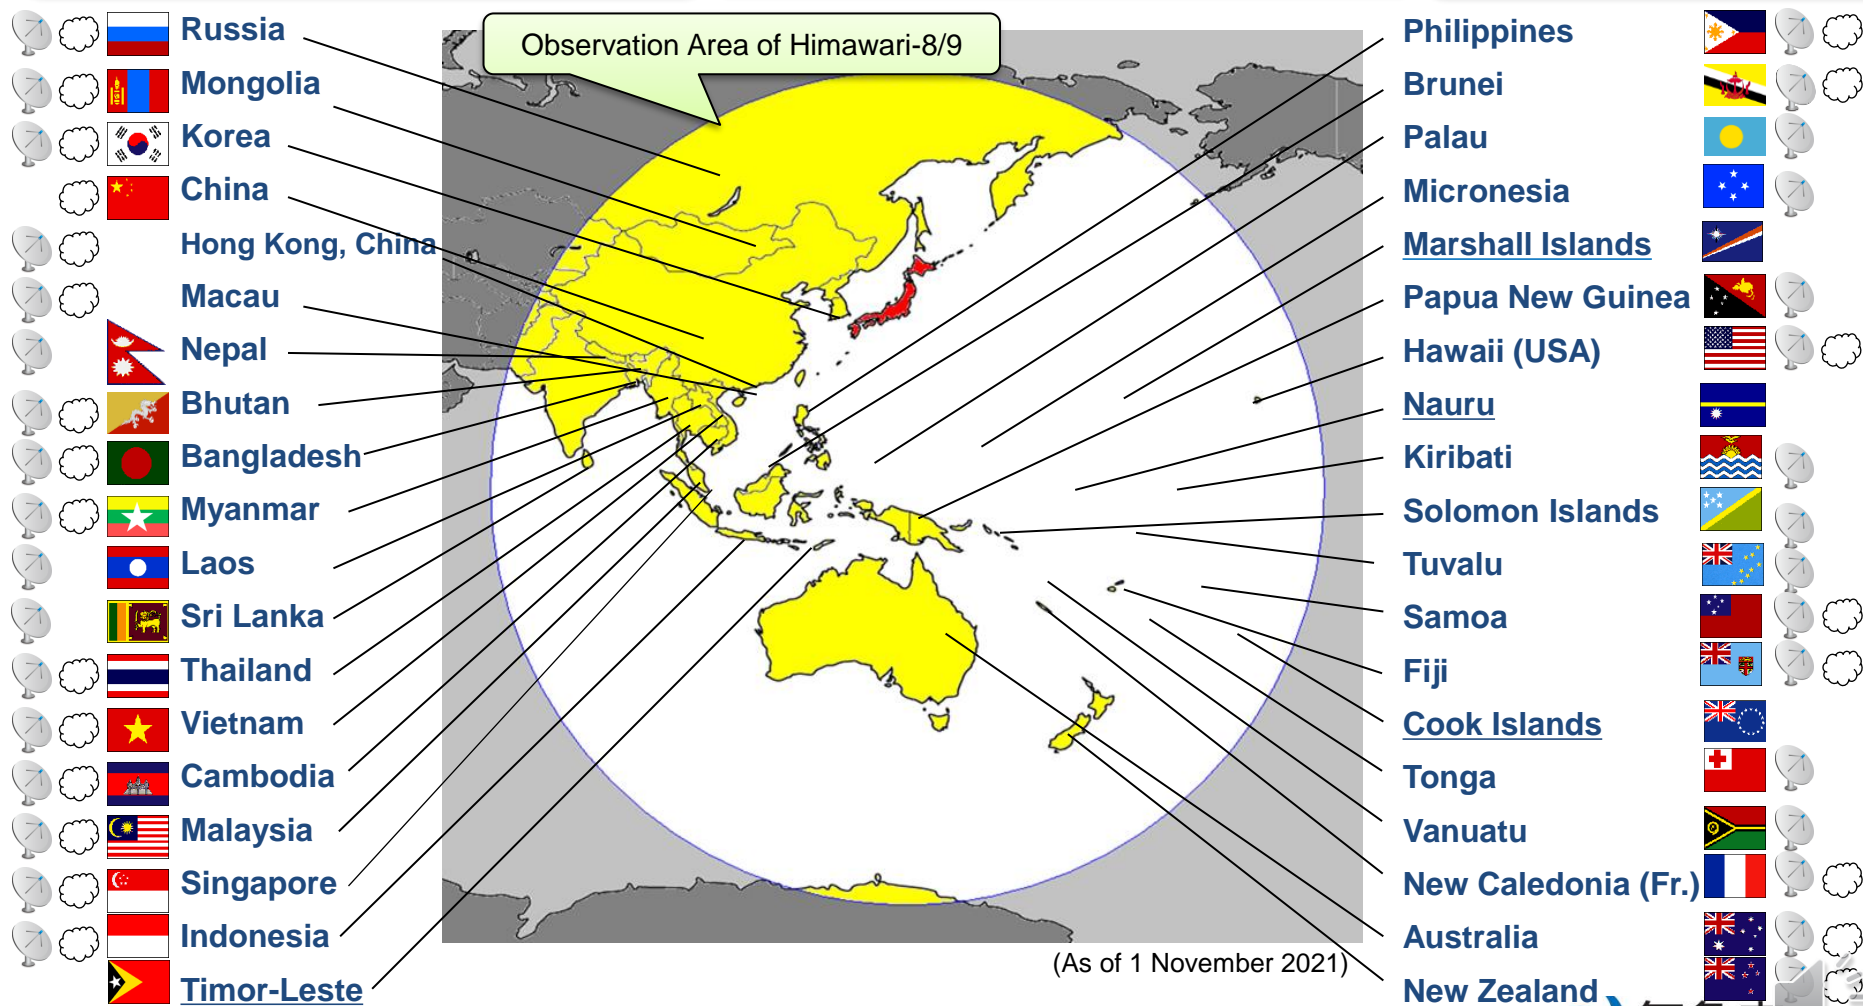 Observation Area of Himawari-8/9
Russia
Mongolia
Korea
China
Hong Kong, China
Macau
Nepal
Bhutan
Bangladesh
Myanmar
Laos
Sri Lanka
Thailand
Vietnam
Cambodia
Malaysia
Singapore
Indonesia
Timor-Leste
Philippines
Brunei
Palau
Micronesia
Marshall Islands
Papua New Guinea
Hawaii (USA)
Nauru
Kiribati
Solomon Islands
Tuvalu
Samoa
Fiji
Cook Islands
Tonga
Vanuatu
New Caledonia (Fr.)
Australia
New Zealand
(As of 1 November 2021)